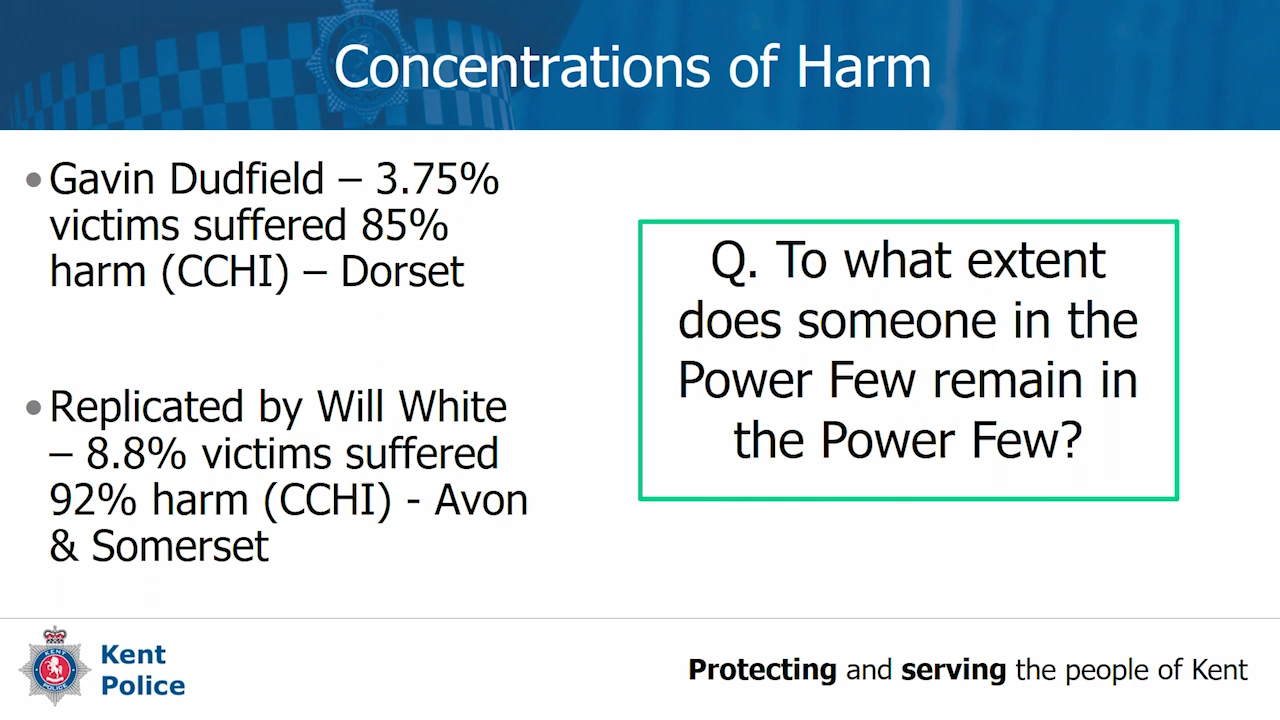 Concentrations of Harm
•Gavin Dudfield – 3.75%
victims suffered 85%
harm (CCHI) – Dorset
•Replicated by Will White
– 8.8% victims suffered
92% harm (CCHI) - Avon
& Somerset
Q. To what extent
does someone in the
Power Few remain in
the Power Few?
Kent
Police
Protecting and serving the people of Kent